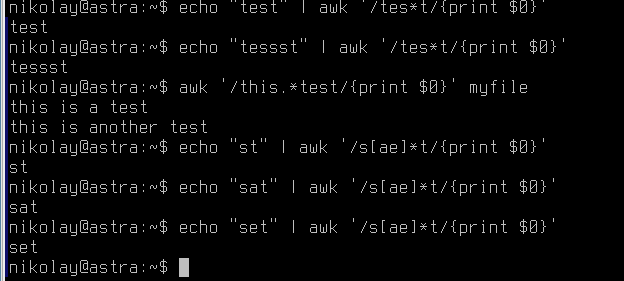 nikolay@astra:~$ echo "test" | awk '/tes*t/{print $0}'
test
nikolay@astra:~$ echo "tessst" | awk '/tes*t/{print $0}'
tessst
nikolay@astra:~$ awk '/this.*test/{print $0}' myfile
this is a test
this is another test
nikolay@astra:~$ echo "st" | awk '/s[ae]*t/{print $0}'
st
nikolay@astra:~$ echo "sat" | awk '/s[ae]*t/{print $0}'
sat
nikolay@astra:~$ echo "set" | awk '/s[ae]*t/{print $0}'
set
nikolay@astra:~$